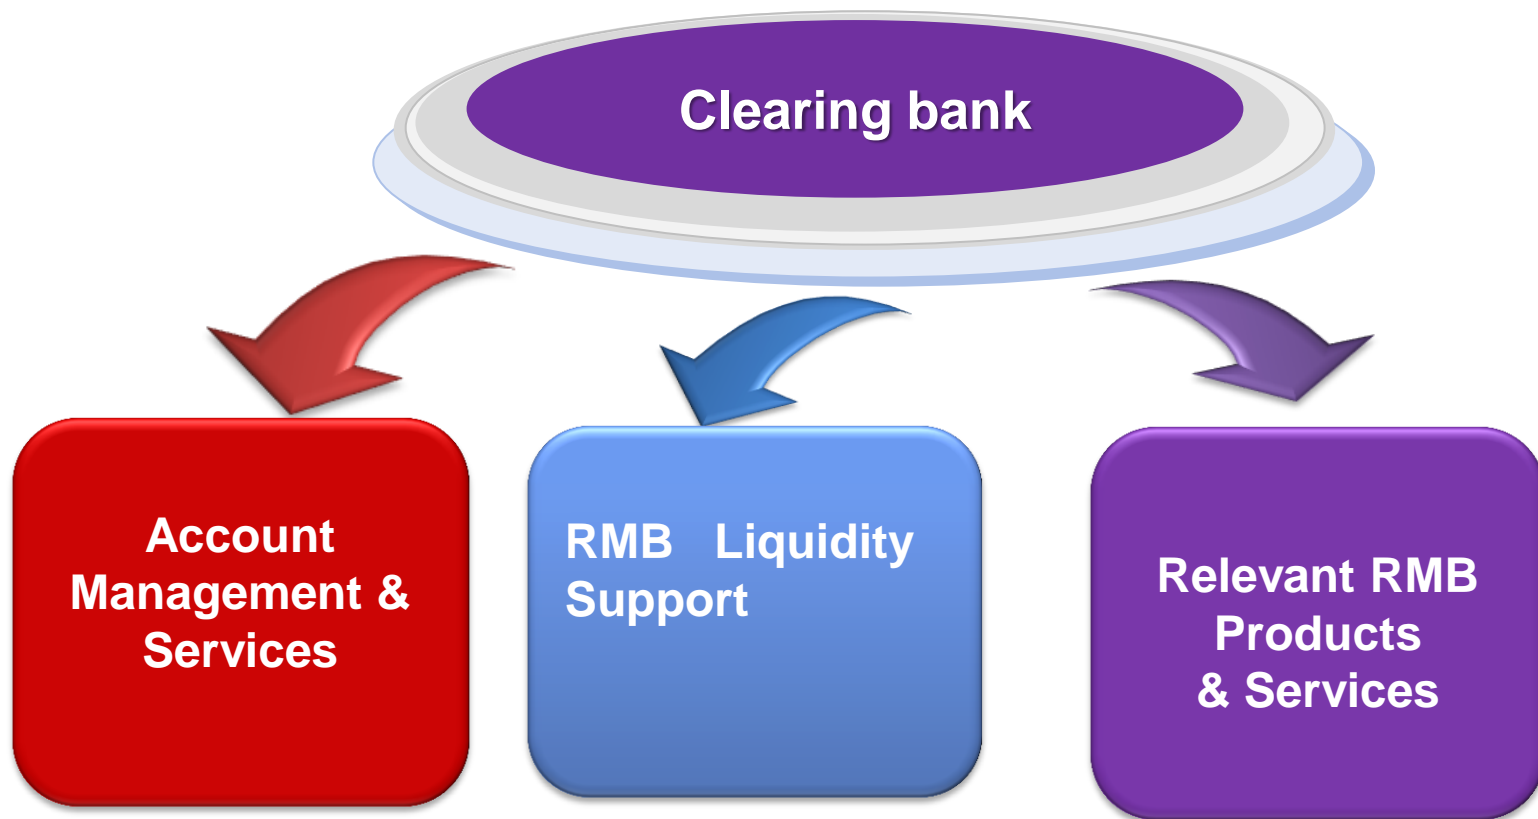 Clearing bank
Account
Management &
Services
RMB Liquidity
Support
Relevant RMB
Products
& Services